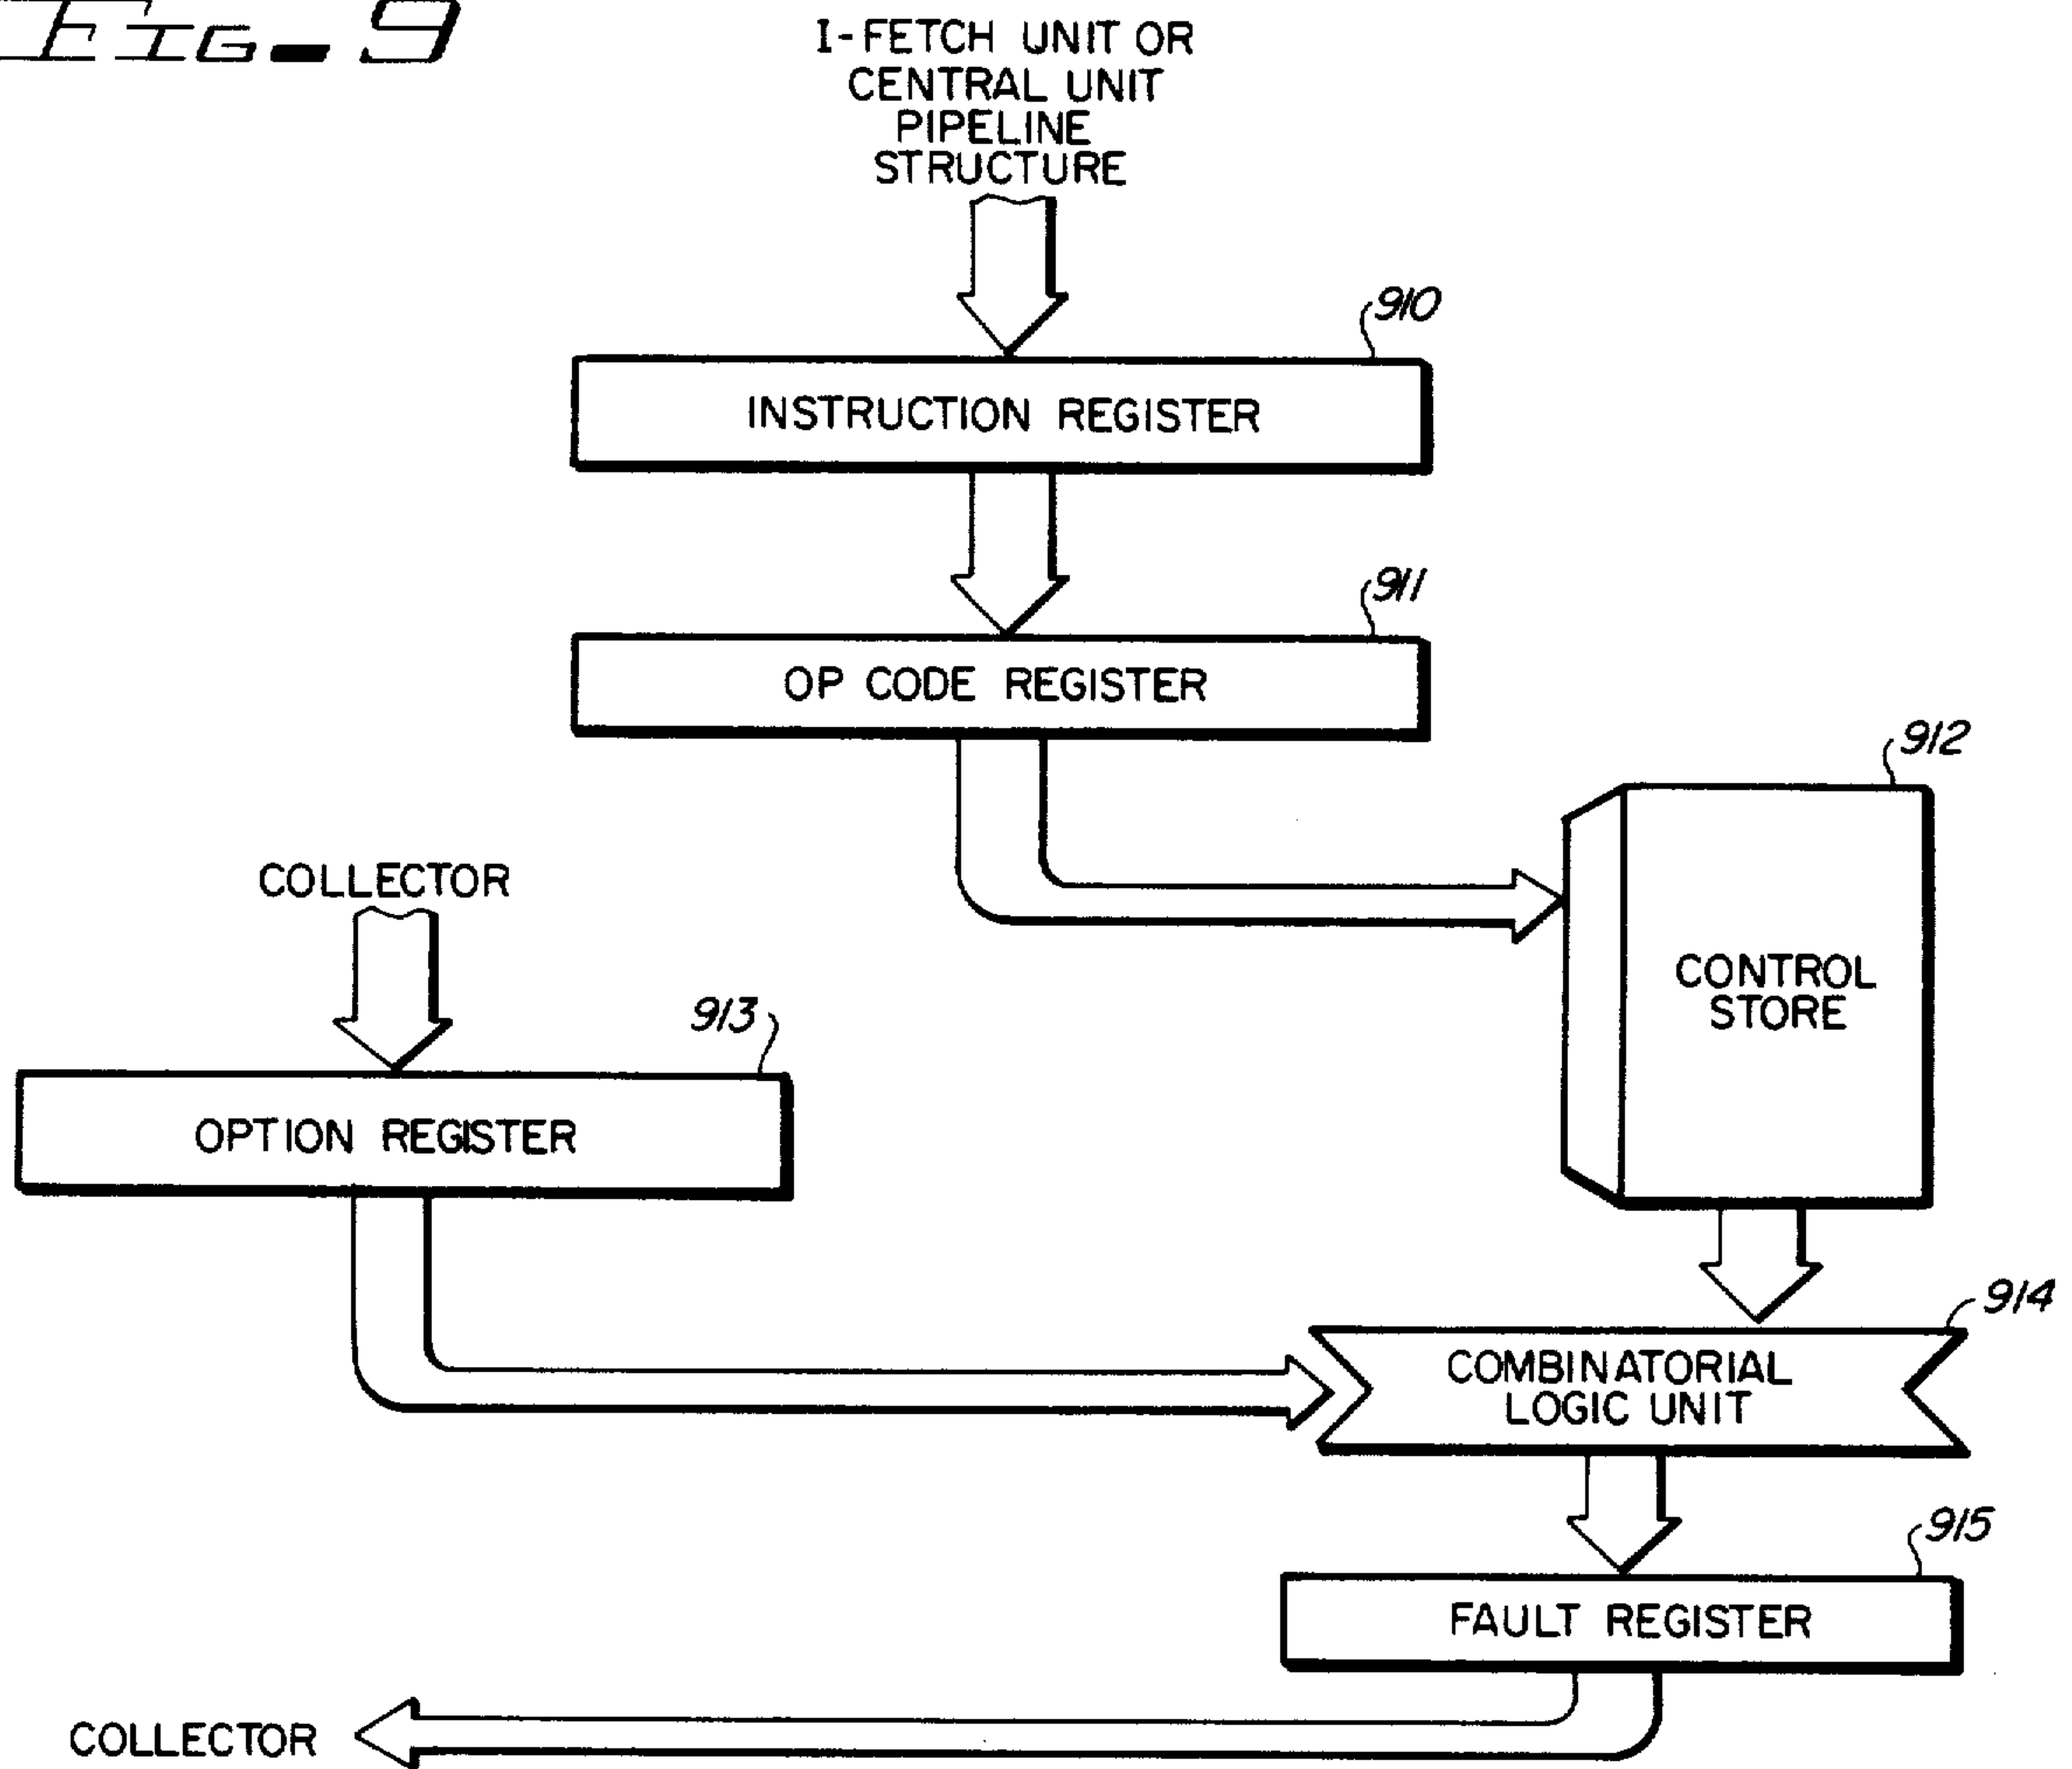 FIG-9
I-FETCH UNIT OR
CENTRAL UNIT
PIPELINE
STRUCTURE
910
INSTRUCTION REGISTER
911
OP CODE REGISTER
912
CONTROL
STORE
COLLECTOR
913
OPTION REGISTER
914
COMBINATORIAL
LOGIC UNIT
915
FAULT REGISTER
COLLECTOR